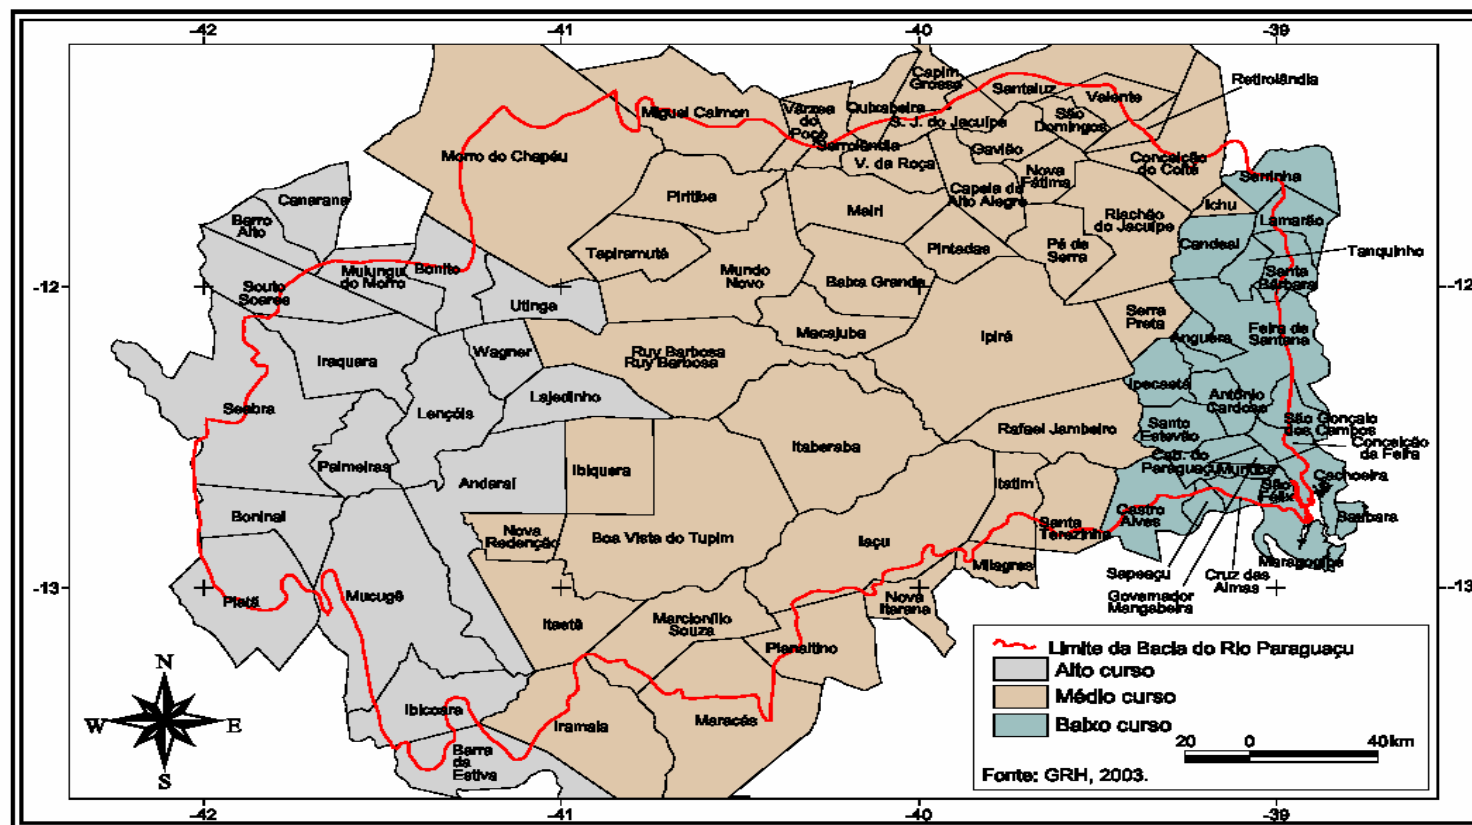 -42
-41
-40
-39
Capim
Grosso
Retirolândia
Santaluz
Valente
Miguel Calmon
Várzea
do
Poço
Quixabeira
S. J. do Jacuípe
São
Domingos
Serrolândia
Gavião
Morro do Chapéu
V. da Roça
Nova
Fátima
Conceição
do Coité
Serrinha
Canarana
Piritiba
Capela do
Alto Alegre
Ichu
Barro
Alto
Mairi
Riachão
do Jacuípe
Lamarão
Tapiramutá
Pintadas
Pé de
Serra
Candeal
Tanquinho
Bonito
Mulungu
do Morro
Mundo
Novo
Baixa Grande
Santa
Bárbara
-12
Souto
Soares
-12
Utinga
Serra
Preta
Macajuba
Ipirá
Anguera
Feira de
Santana
Iraquara
Wagner
Ruy Barbosa
Ruy Barbosa
Ipecaetá
Lajedinho
Antônio
Cardoso
Seabra
Lençóis
São Gonçalo
dos Campos
Santo
Estevão
Itaberaba
Rafael Jambeiro
Conceição
da Feira
Cab. do
Paraguaçu
Muritiba
Palmeiras
Ibiquera
Cachoeira
Andaraí
Itatim
São
Félix
Boninal
Castro
Alves
Saubara
Nova
Redenção
Boa Vista do Tupim
Iaçu
Santa
Terezinha
Maragogipe
Milagres
Sapeaçu
Cruz das
Almas
-13
-13
Piatã
Mucugê
Nova
Itarana
Governador
Mangabeira
Itaetê
Marcionílio
Souza
Planaltino
Limite da Bacia do Rio Paraguaçu
Alto curso
Médio curso
Baixo curso
N
W
E
S
Ibicoara
Iramaia
Maracás
Barra
da
Estiva
20
0
40km
Fonte: GRH, 2003.
-42
-41
-40
-39